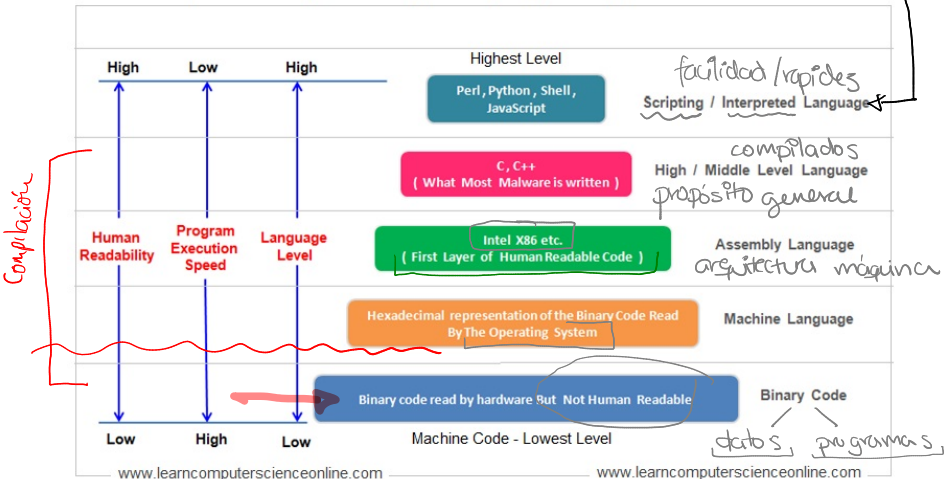 Highest Level
High Low High
facilidad/rapides
Perl, Python, Shell,
JavaScript
Scripting / Interpreted Language
Compilación
compilados
C, C++
( What Most Malware is written )
High / Middle Level Language
propósito general
Human
Readability
Program
Execution
Speed
Language
Level
Intel X86 etc.
( First Layer of Human Readable Code )
Assembly Language
arquitectura máquina
Hexadecimal representation of the Binary Code Read
By The Operating System
Machine Language
Binary code read by hardware But Not Human Readable
Binary Code
Low High Low
Machine Code - Lowest Level
datos, programas,
www.learncomputerscienceonline.com
www.learncomputerscienceonline.com